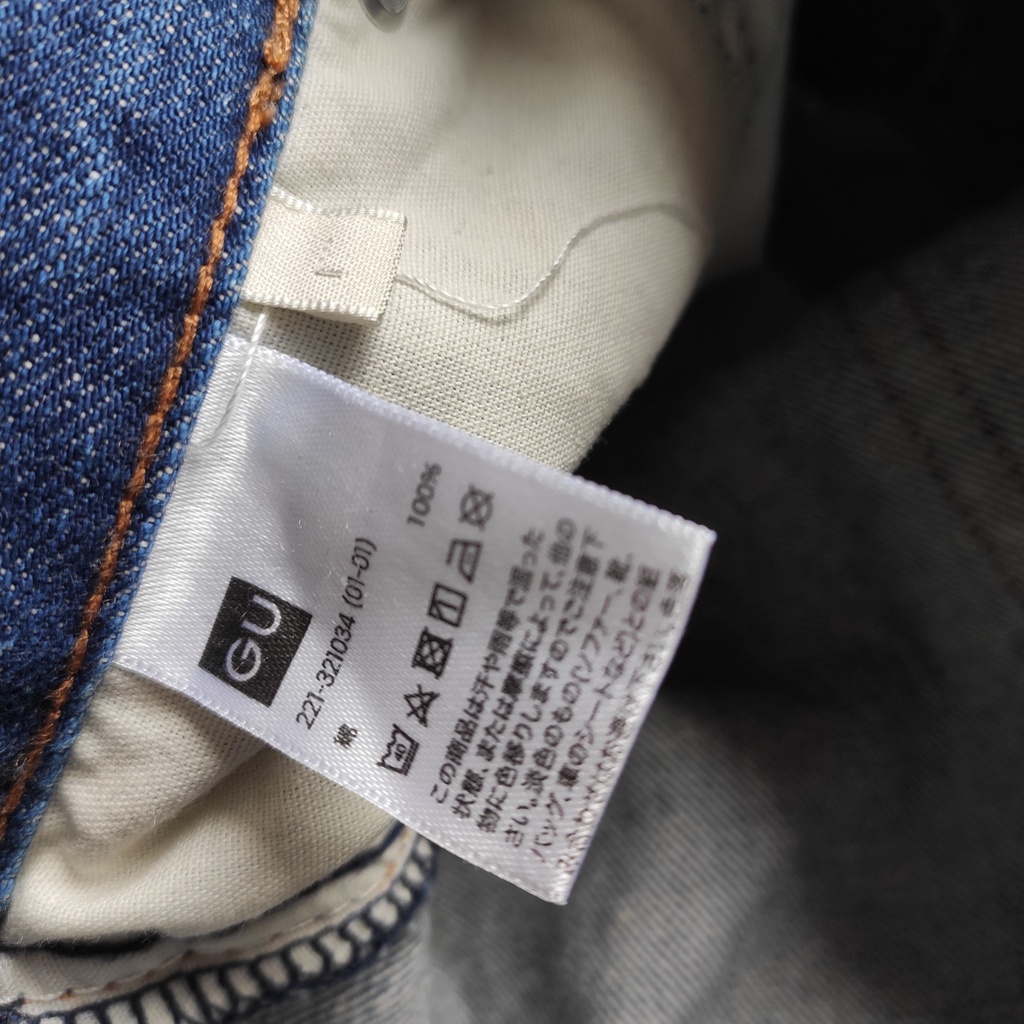 GU
221-321034 (01-01)
綿 100%
40
この商品は汗や雨等で湿った
状態、または摩擦によって、他の
物に色移りしますのでご注意下
さい。淡色のもの(ソファー、靴、
バッグ、車のシートなど)との組